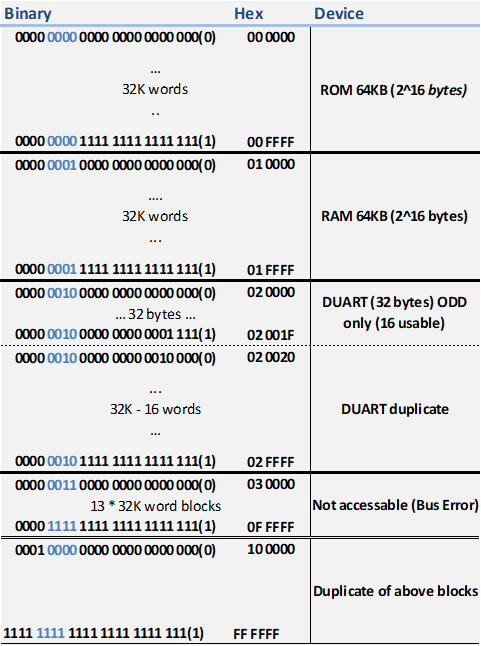 Binary Hex Device
0000 0000 0000 0000 0000 000(0) 00 0000
...
32K words
..
ROM 64KB (2^16 bytes)
0000 0000 1111 1111 1111 111(1) 00 FFFF
0000 0001 0000 0000 0000 000(0) 01 0000
....
32K words
...
RAM 64KB (2^16 bytes)
0000 0001 1111 1111 1111 111(1) 01 FFFF
0000 0010 0000 0000 0000 000(0) 02 0000
... 32 bytes ...
DUART (32 bytes) ODD
only (16 usable)
0000 0010 0000 0000 0001 111(1) 02 001F
0000 0010 0000 0000 0010 000(0) 02 0020
...
32K - 16 words
...
DUART duplicate
0000 0010 1111 1111 1111 111(1) 02 FFFF
0000 0011 0000 0000 0000 000(0) 03 0000
13 * 32K word blocks
Not accessable (Bus Error)
0000 1111 1111 1111 1111 111(1) 0F FFFF
0001 0000 0000 0000 0000 000(0) 10 0000
Duplicate of above blocks
1111 1111 1111 1111 1111 111(1) FF FFFF